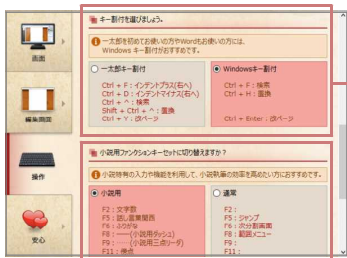 キー割付を選びましょう。
一太郎を初めてお使いの方やWordもお使いの方には、
Windows キー割付がおすすめです。
一太郎キー割付
Ctrl + F : インデントプラス(右へ)
Ctrl + D : インデントマイナス(左へ)
Ctrl + ^ : 検索
Shift + Ctrl + ^ : 置換
Ctrl + Y : 改ページ
Windowsキー割付
Ctrl + F : 検索
Ctrl + H : 置換
Ctrl + Enter : 改ページ
画面
編集画面
操作
安心
小説用ファンクションキーセットに切り替えますか?
小説特有の入力や機能を利用して、小説執筆の効率を高めたい方におすすめです。
小説用
F2 : 文字数
F5 : 話し言葉関西
F6 : ふりがな
F8 : ――(小説用ダッシュ)
F9 : ……(小説用三点リーダ)
F11 : 傍点
通常
F2 :
F5 : ジャンプ
F6 : 次分割画面
F8 : 範囲メニュー
F9 :
F11 :